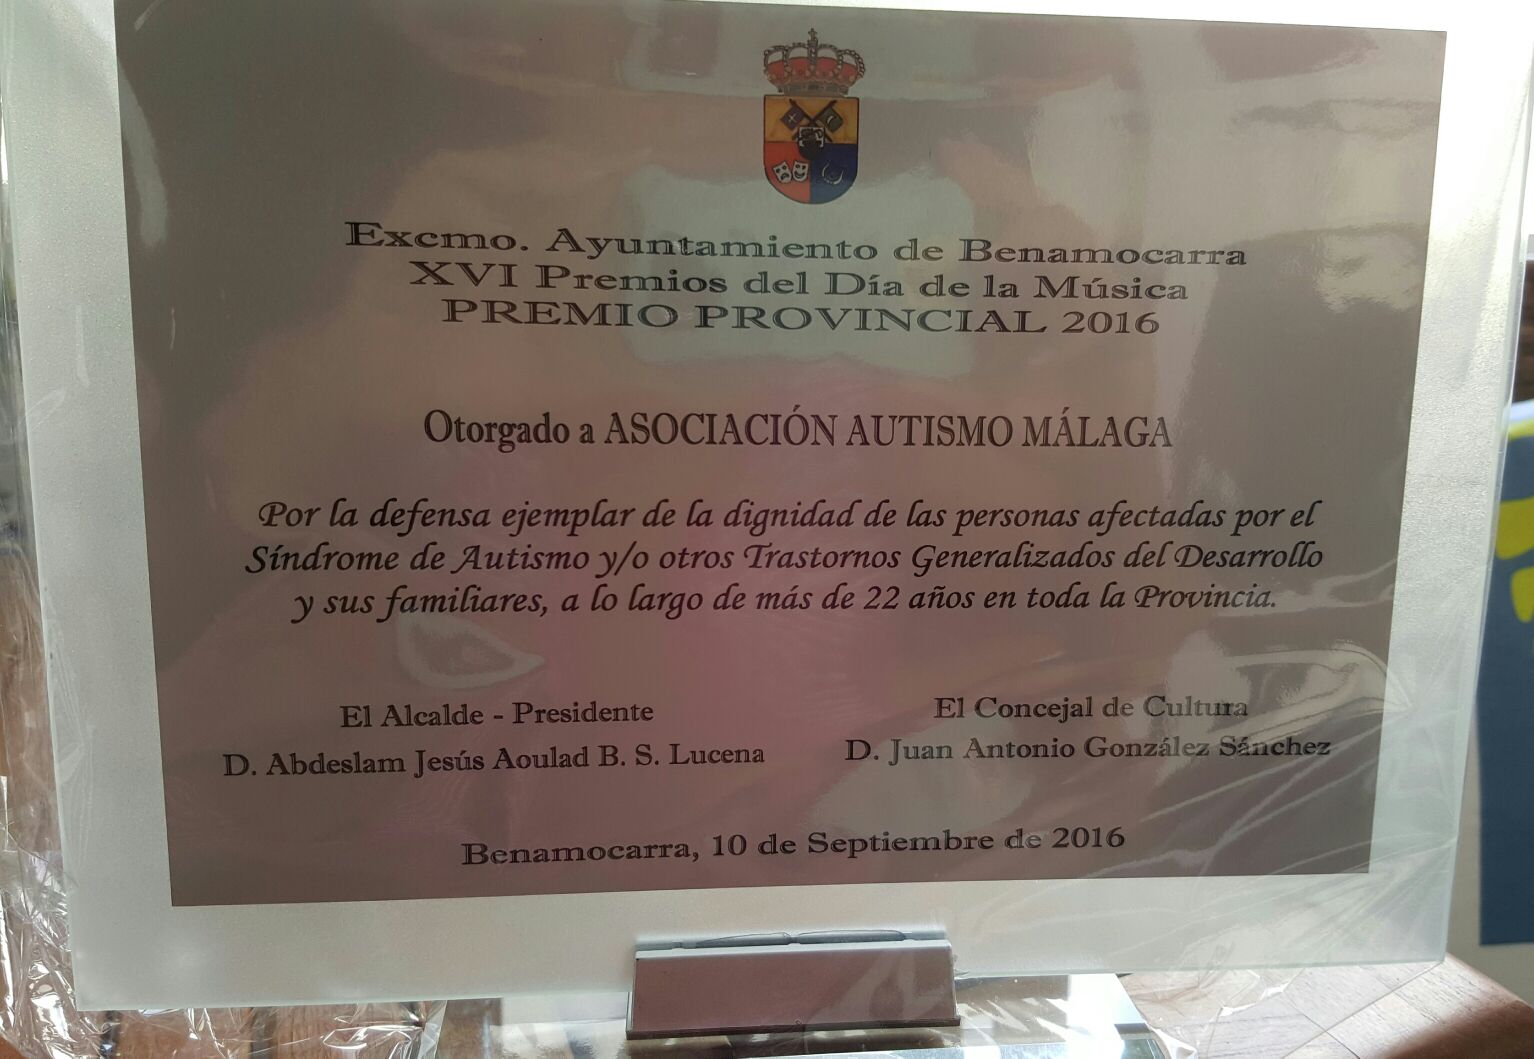 Excmo. Ayuntamiento de Benamocarra
XVI Premios del Día de la Música
PREMIO PROVINCIAL 2016
Otorgado a ASOCIACIÓN AUTISMO MÁLAGA
Por la defensa ejemplar de la dignidad de las personas afectadas por el
Síndrome de Autismo y/o otros Trastornos Generalizados del Desarrollo
y sus familiares, a lo largo de más de 22 años en toda la Provincia.
El Alcalde - Presidente
D. Abdeslam Jesús Aoulad B. S. Lucena
El Concejal de Cultura
D. Juan Antonio González Sánchez
Benamocarra, 10 de Septiembre de 2016